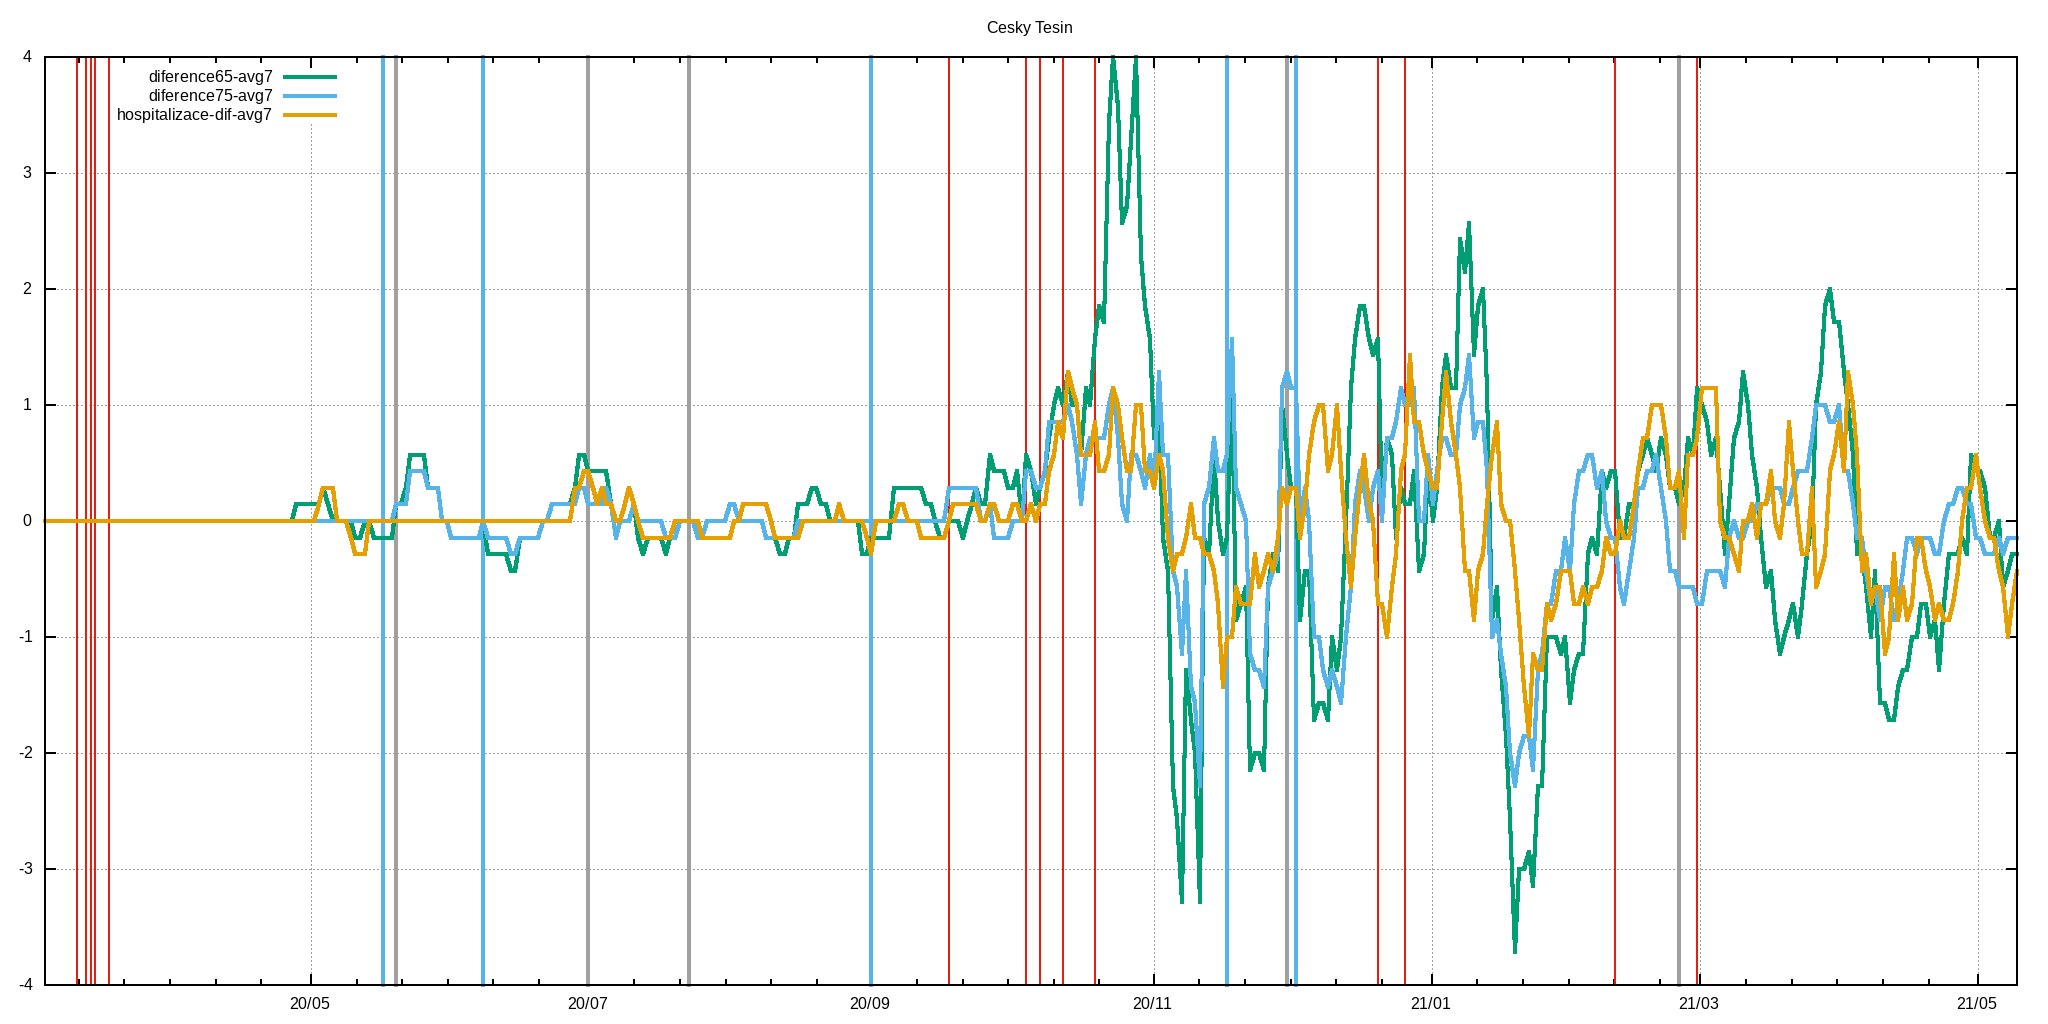 Cesky Tesin
diference65-avg7
diference75-avg7
hospitalizace-dif-avg7
4
3
2
1
0
-1
-2
-3
-4
20/05 20/07 20/09 20/11 21/01 21/03 21/05